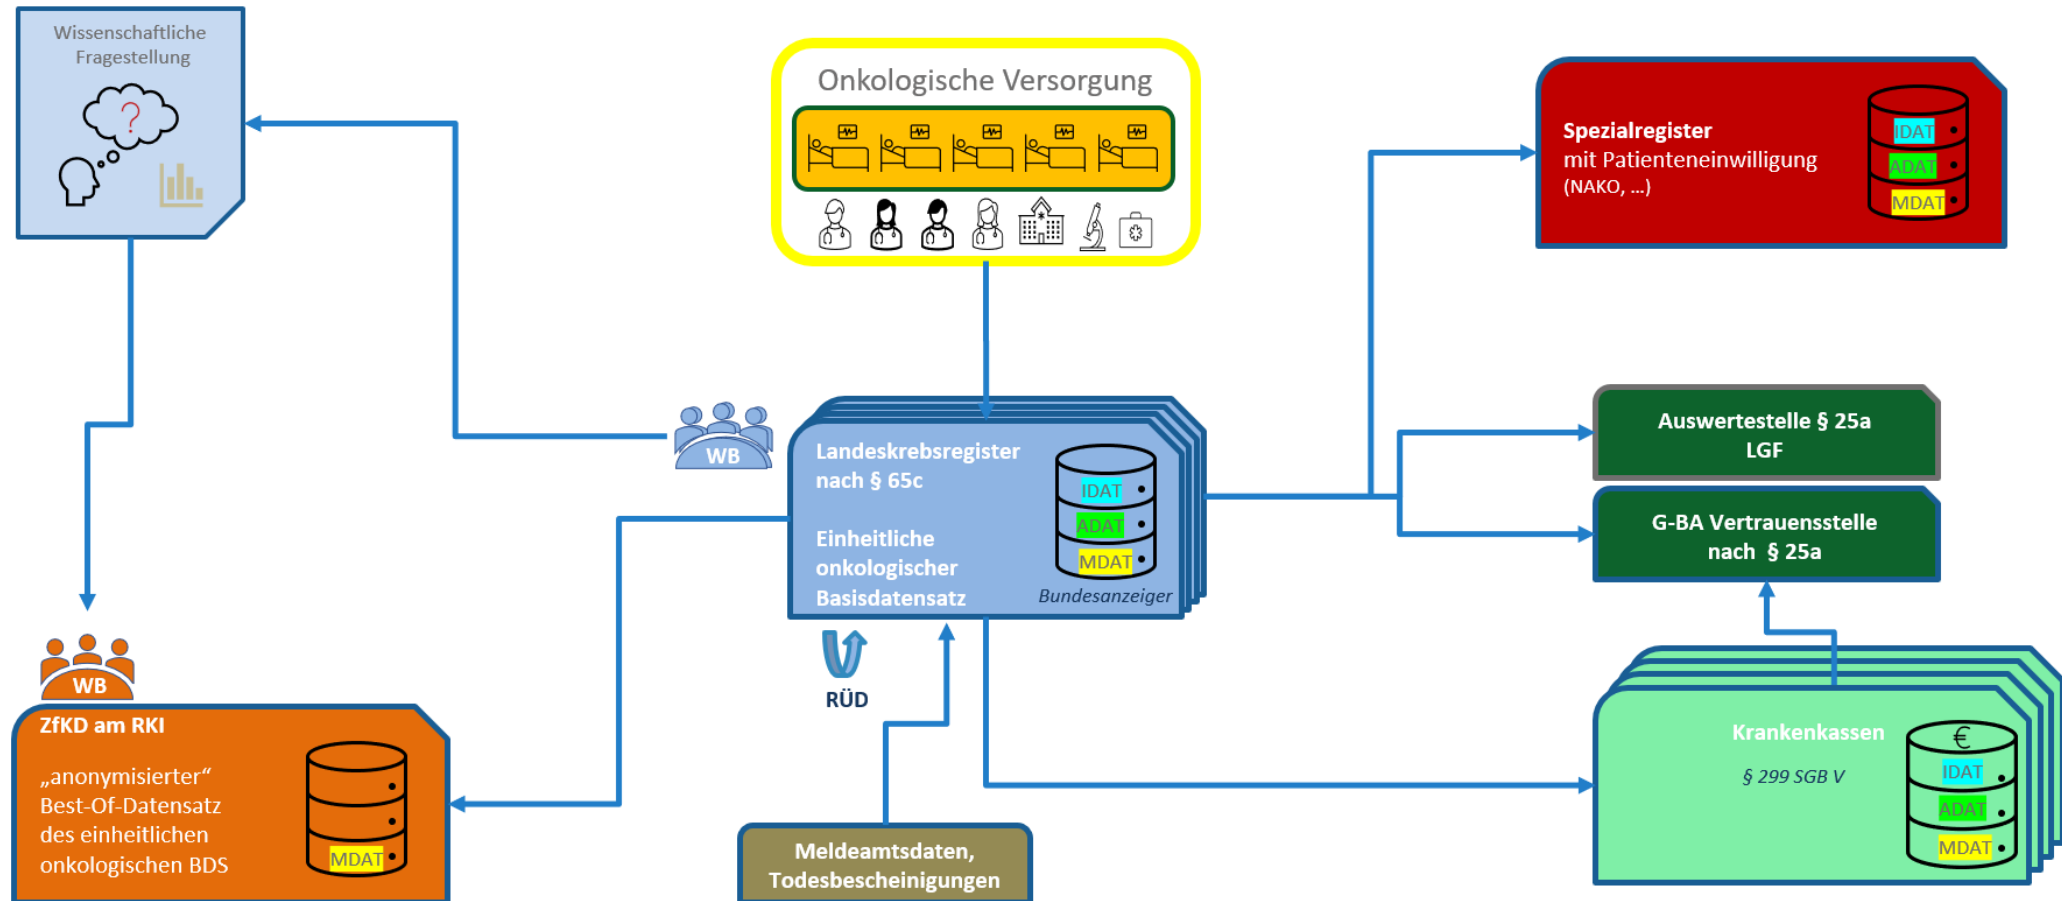 Wissenschaftliche
Fragestellung
?
Onkologische Versorgung
Spezialregister
mit Patienteneinwilligung
(NAKO, ...)
IDAT
ADAT
MDAT
WB
Landeskrebsregister
nach § 65c
Einheitliche
onkologischer
Basisdatensatz
IDAT
ADAT
MDAT
Bundesanzeiger
RÜD
Auswertestelle § 25a
LGF
G-BA Vertrauensstelle
nach § 25a
WB
ZfKD am RKI
„anonymisierter“
Best-Of-Datensatz
des einheitlichen
onkologischen BDS
MDAT
Meldeamtsdaten,
Todesbescheinigungen
Krankenkassen
§ 299 SGB V
€
IDAT
ADAT
MDAT